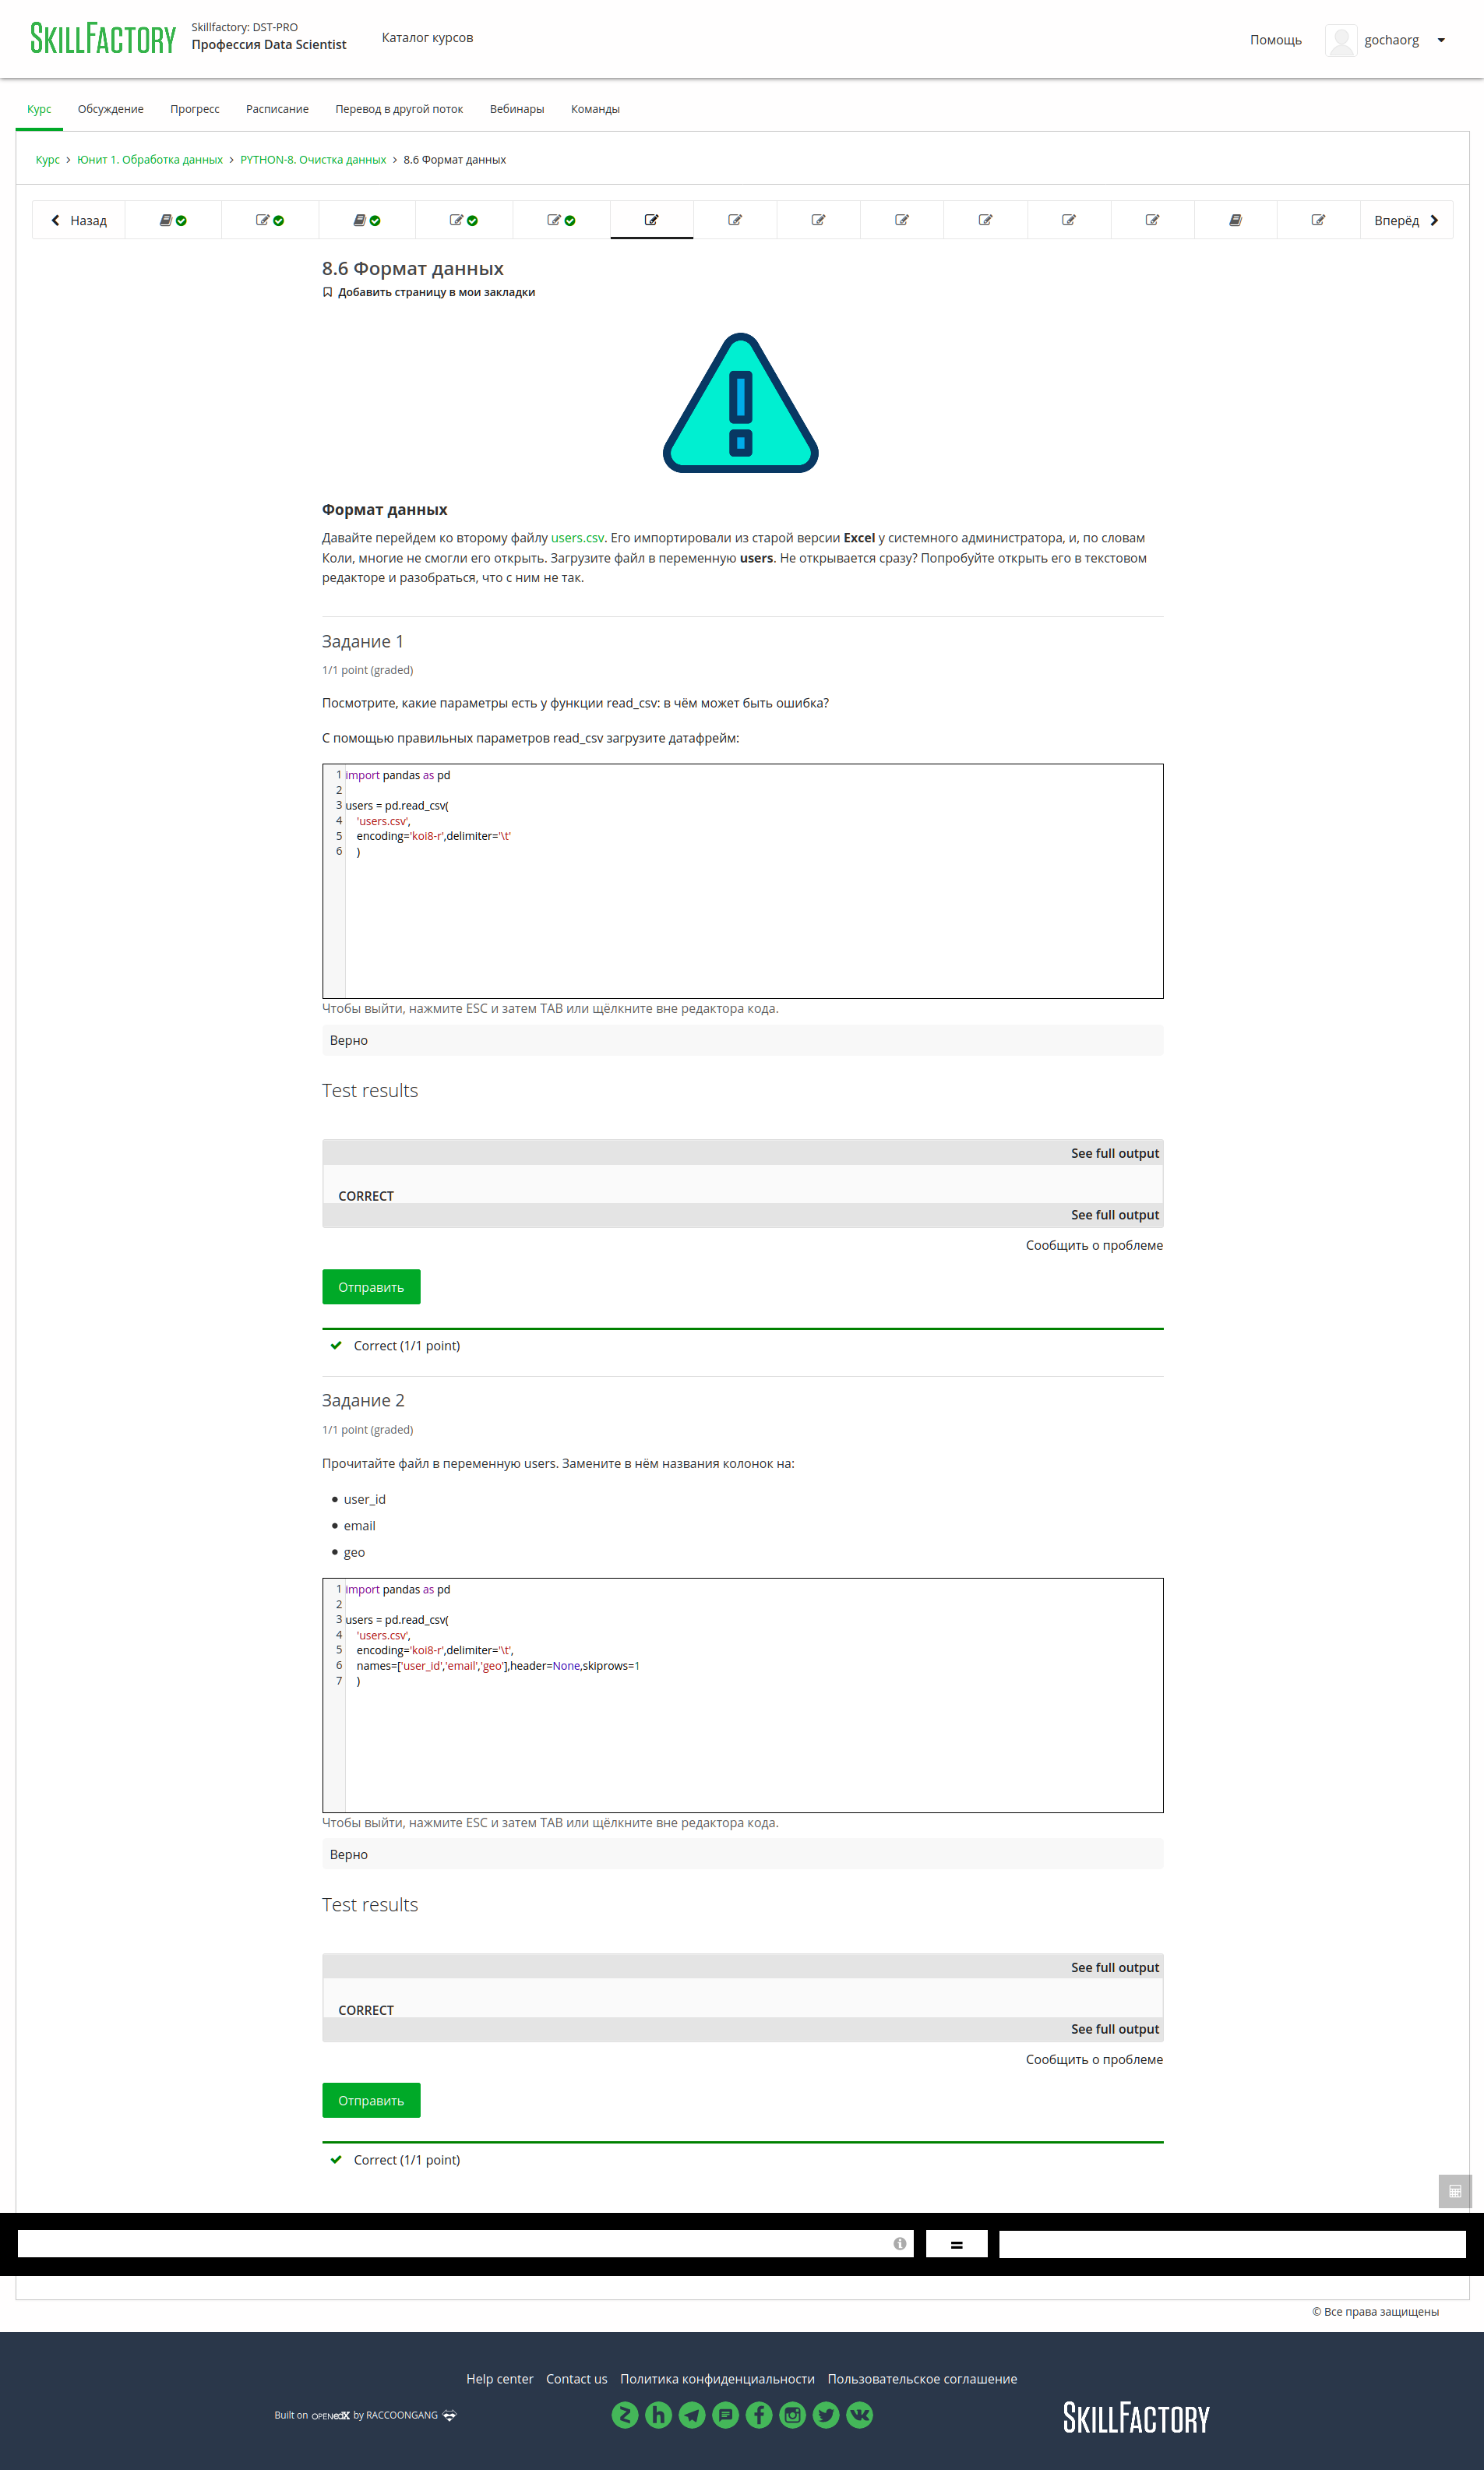 SKILLFACTORY
Skillfactory: DST-PRO
Профессия Data Scientist
Каталог курсов
Помощь
gochaorg
Курс Обсуждение Прогресс Расписание Перевод в другой поток Вебинары Команды
Курс > Юнит 1. Обработка данных > PYTHON-8. Очистка данных > 8.6 Формат данных
Назад Вперёд
8.6 Формат данных
Добавить страницу в мои закладки
Формат данных
Давайте перейдем ко второму файлу users.csv. Его импортировали из старой версии Excel у системного администратора, и, по словам
Коли, многие не смогли его открыть. Загрузите файл в переменную users. Не открывается сразу? Попробуйте открыть его в текстовом
редакторе и разобраться, что с ним не так.
Задание 1
1/1 point (graded)
Посмотрите, какие параметры есть у функции read_csv: в чём может быть ошибка?
С помощью правильных параметров read_csv загрузите датафрейм:
1 import pandas as pd
2
3 users = pd.read_csv(
4 'users.csv',
5 encoding='koi8-r',delimiter='\t'
6 )
Чтобы выйти, нажмите ESC и затем TAB или щёлкните вне редактора кода.
Верно
Test results
See full output
CORRECT
See full output
Сообщить о проблеме
Отправить
Correct (1/1 point)
Задание 2
1/1 point (graded)
Прочитайте файл в переменную users. Замените в нём названия колонок на:
● user_id
● email
● geo
1 import pandas as pd
2
3 users = pd.read_csv(
4 'users.csv',
5 encoding='koi8-r',delimiter='\t',
6 names=['user_id','email','geo'],header=None,skiprows=1
7 )
Чтобы выйти, нажмите ESC и затем TAB или щёлкните вне редактора кода.
Верно
Test results
See full output
CORRECT
See full output
Сообщить о проблеме
Отправить
Correct (1/1 point)
=
© Все права защищены
Help center Contact us Политика конфиденциальности Пользовательское соглашение
Built on OPENedX by RACCOONGANG
SKILLFACTORY